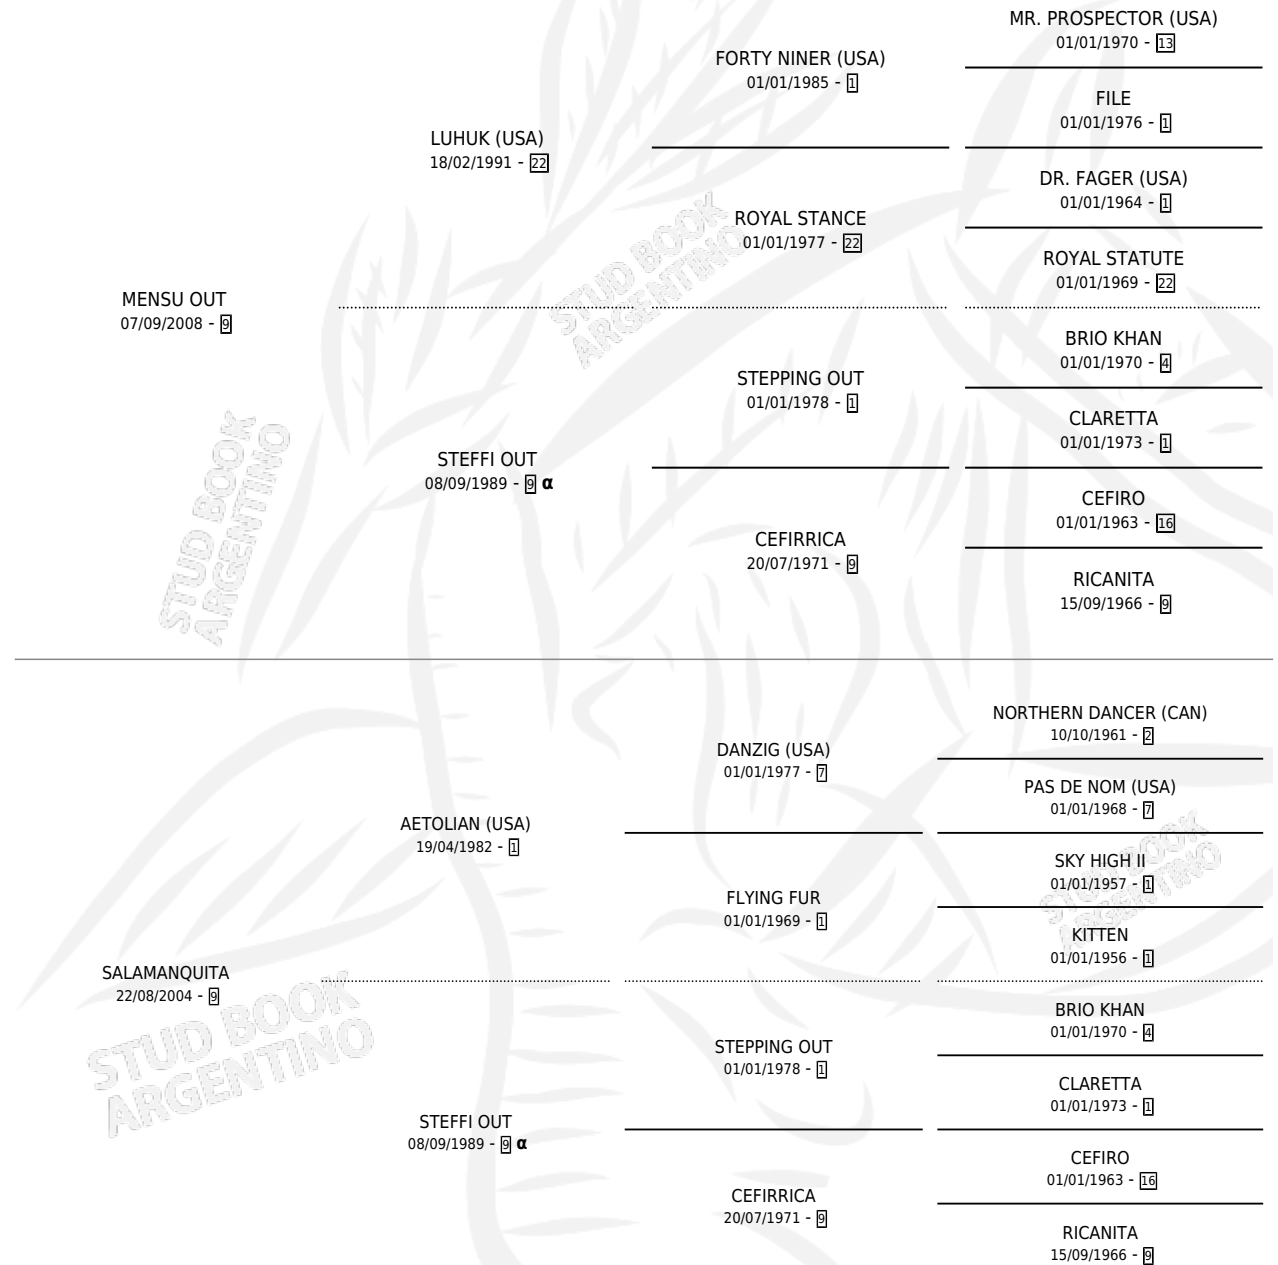 MR. PROSPECTOR (USA)
01/01/1970 - 13
FORTY NINER (USA)
01/01/1985 - 1
FILE
01/01/1976 - 1
LUHUK (USA)
18/02/1991 - 22
DR. FAGER (USA)
01/01/1964 - 1
ROYAL STANCE
01/01/1977 - 22
ROYAL STATUTE
01/01/1969 - 22
STUD BOOK
ARGENTINO
MENSU OUT
07/09/2008 - 9
BRIO KHAN
01/01/1970 - 4
STEPPING OUT
01/01/1978 - 1
CLARETTA
01/01/1973 - 1
STEFFI OUT
08/09/1989 - 9 α
CEFIRO
01/01/1963 - 16
CEFIRRICA
20/07/1971 - 9
RICANITA
15/09/1966 - 9
STUD BOOK
ARGENTINO
NORTHERN DANCER (CAN)
10/10/1961 - 2
DANZIG (USA)
01/01/1977 - 7
PAS DE NOM (USA)
01/01/1968 - 7
AETOLIAN (USA)
19/04/1982 - 1
SKY HIGH II
01/01/1957 - 1
STUD BOOK
ARGENTINO
FLYING FUR
01/01/1969 - 1
KITTEN
01/01/1956 - 1
SALAMANQUITA
22/08/2004 - 9
STUD BOOK
ARGENTINO
BRIO KHAN
01/01/1970 - 4
STEPPING OUT
01/01/1978 - 1
CLARETTA
01/01/1973 - 1
STEFFI OUT
08/09/1989 - 9 α
CEFIRO
01/01/1963 - 16
CEFIRRICA
20/07/1971 - 9
RICANITA
15/09/1966 - 9